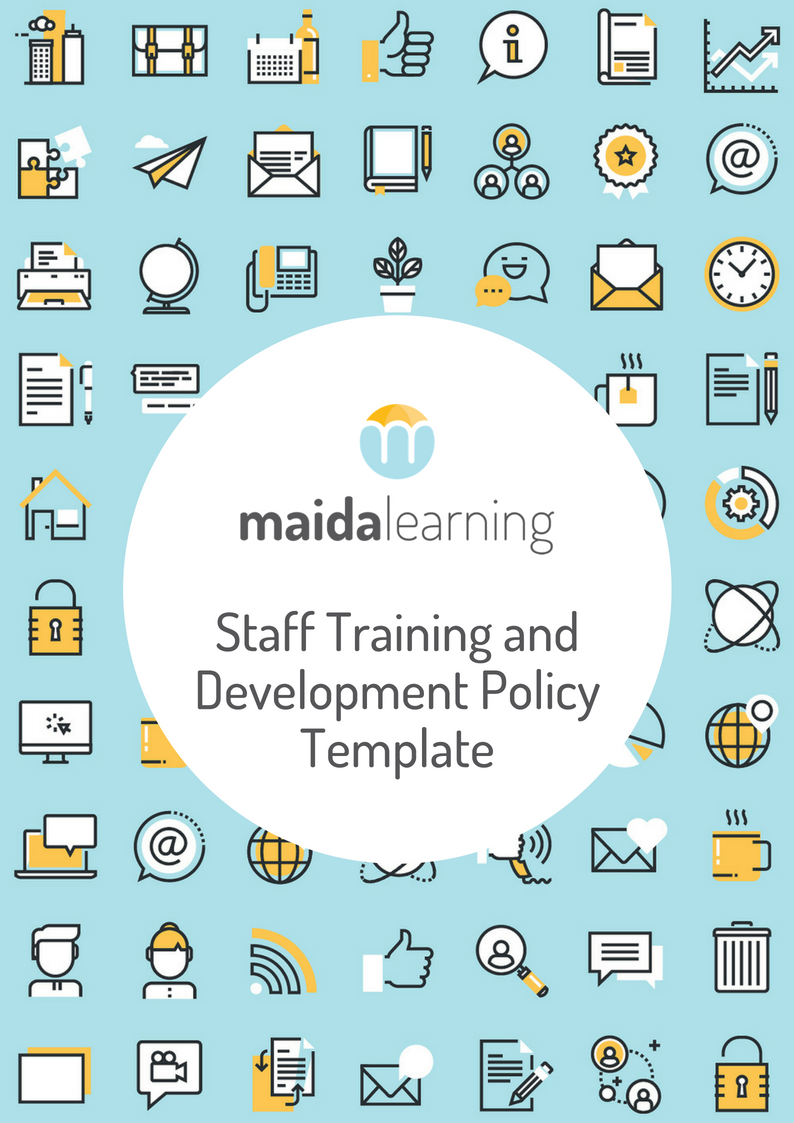 maidalearning
Staff Training and
Development Policy
Template